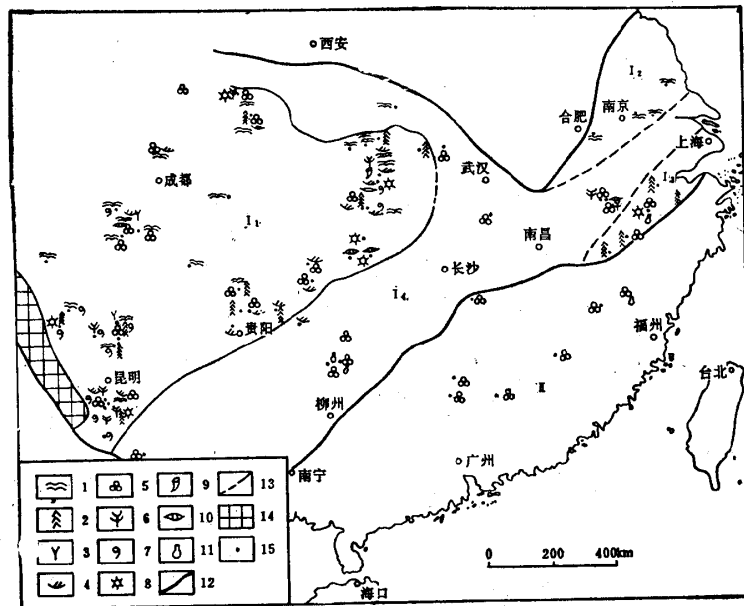 西安
I₂
合肥
南京
上海
成都
武汉
I₃
I₁
南昌
长沙
I₄
贵阳
福州
昆明
II
台北
柳州
广州
南宁
海口
0 200 400km
1 5 9 13
2 6 10 14
3 7 11 15
4 8 12